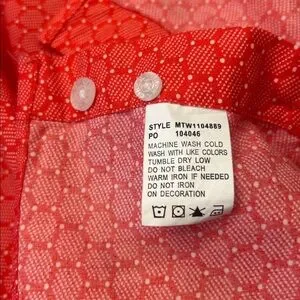 STYLE MTW1104889
PO 104046
MACHINE WASH COLD
WASH WITH LIKE COLORS
TUMBLE DRY LOW
DO NOT BLEACH
WARM IRON IF NEEDED
DO NOT IRON
ON DECORATION